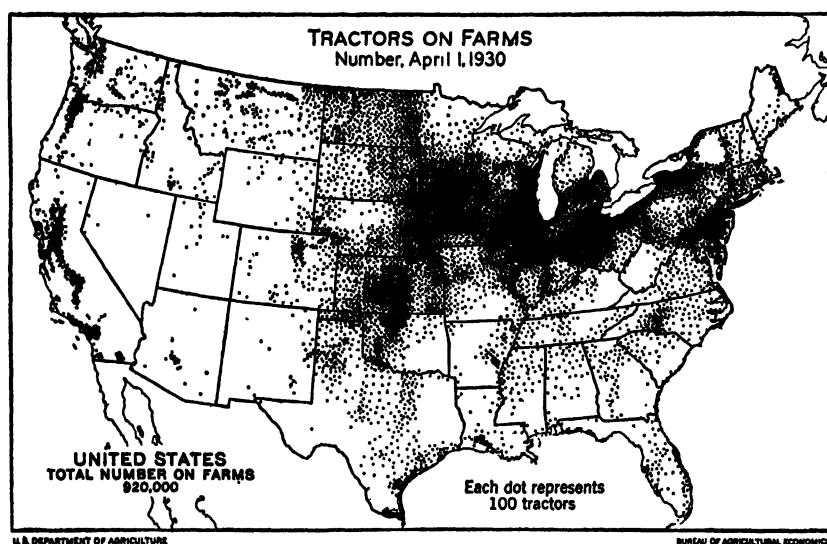 TRACTORS ON FARMS
Number, April 1, 1930
UNITED STATES
TOTAL NUMBER ON FARMS
920,000
Each dot represents
100 tractors
U.S. DEPARTMENT OF AGRICULTURE
BUREAU OF AGRICULTURAL ECONOMICS